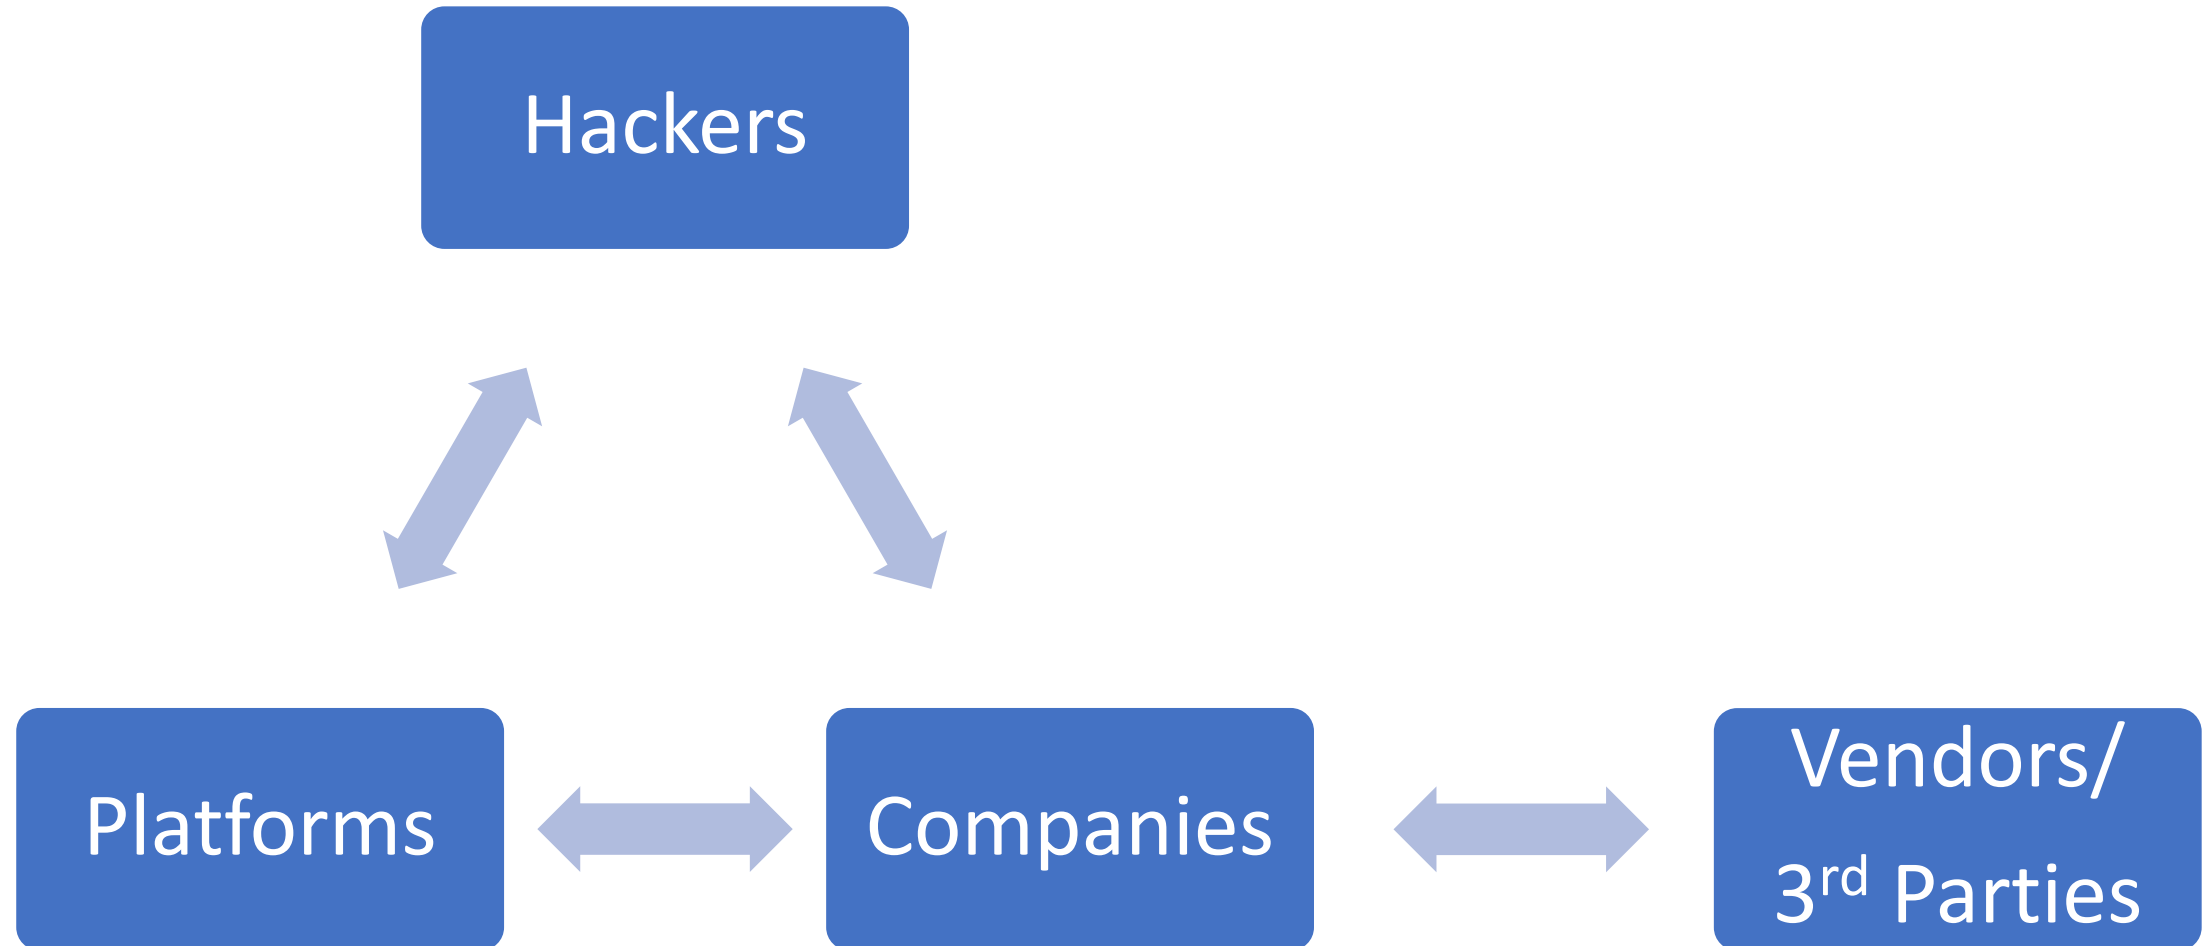 Hackers
Platforms
Companies
Vendors/
3rd Parties